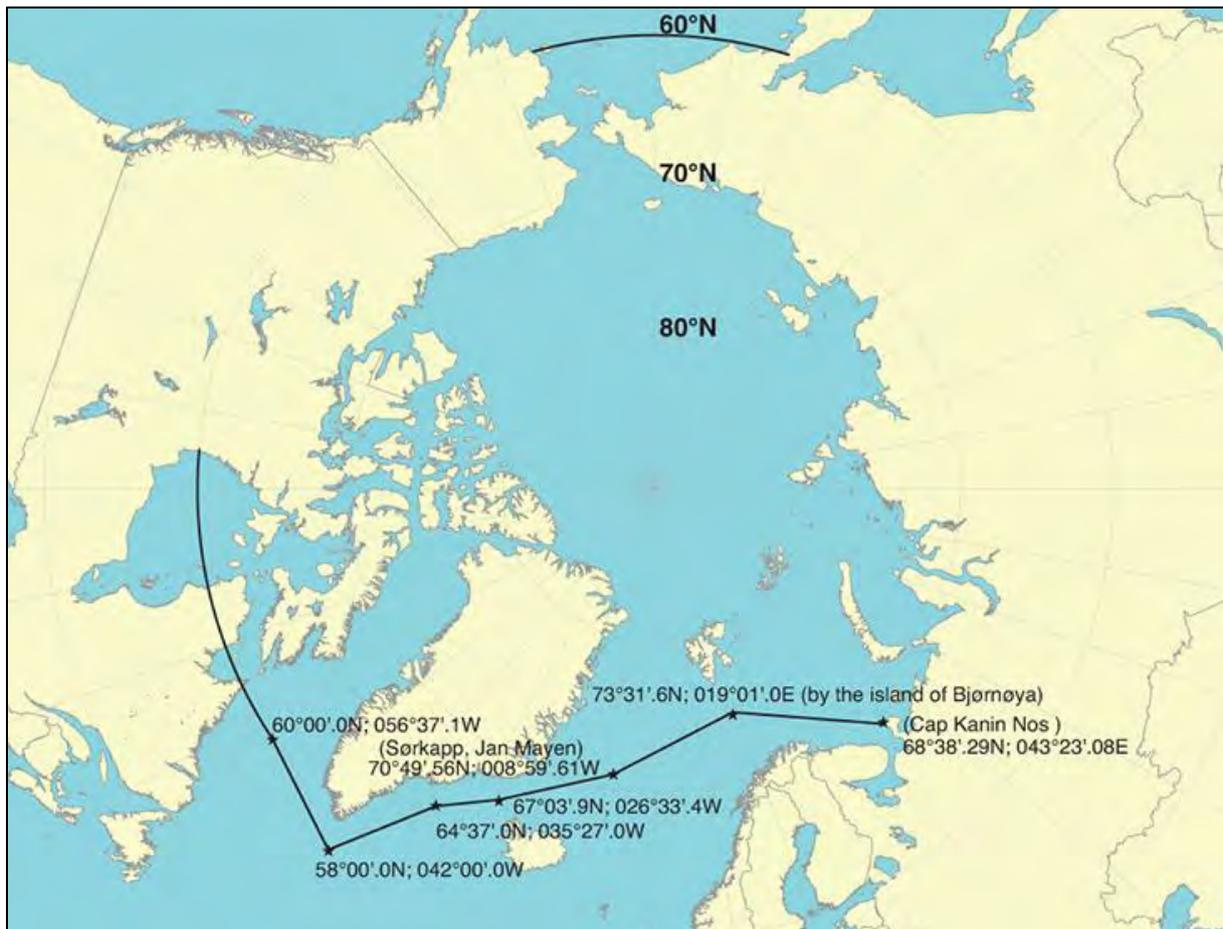 60°N
70°N
80°N
73°31'.6N; 019°01'.0E (by the island of Bjørnøya)
60°00'.0N; 056°37'.1W
(Cap Kanin Nos )
(Sørkapp, Jan Mayen)
68°38'.29N; 043°23'.08E
70°49'.56N; 008°59'.61W
67°03'.9N; 026°33'.4W
64°37'.0N; 035°27'.0W
58°00'.0N; 042°00'.0W